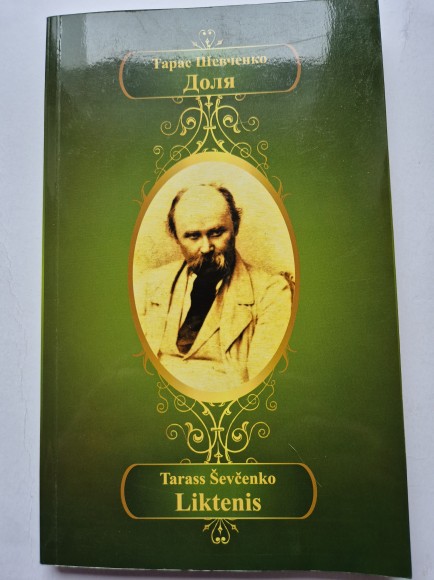 Тарас Шевченко
Доля
Tarass Ševčenko
Liktenis